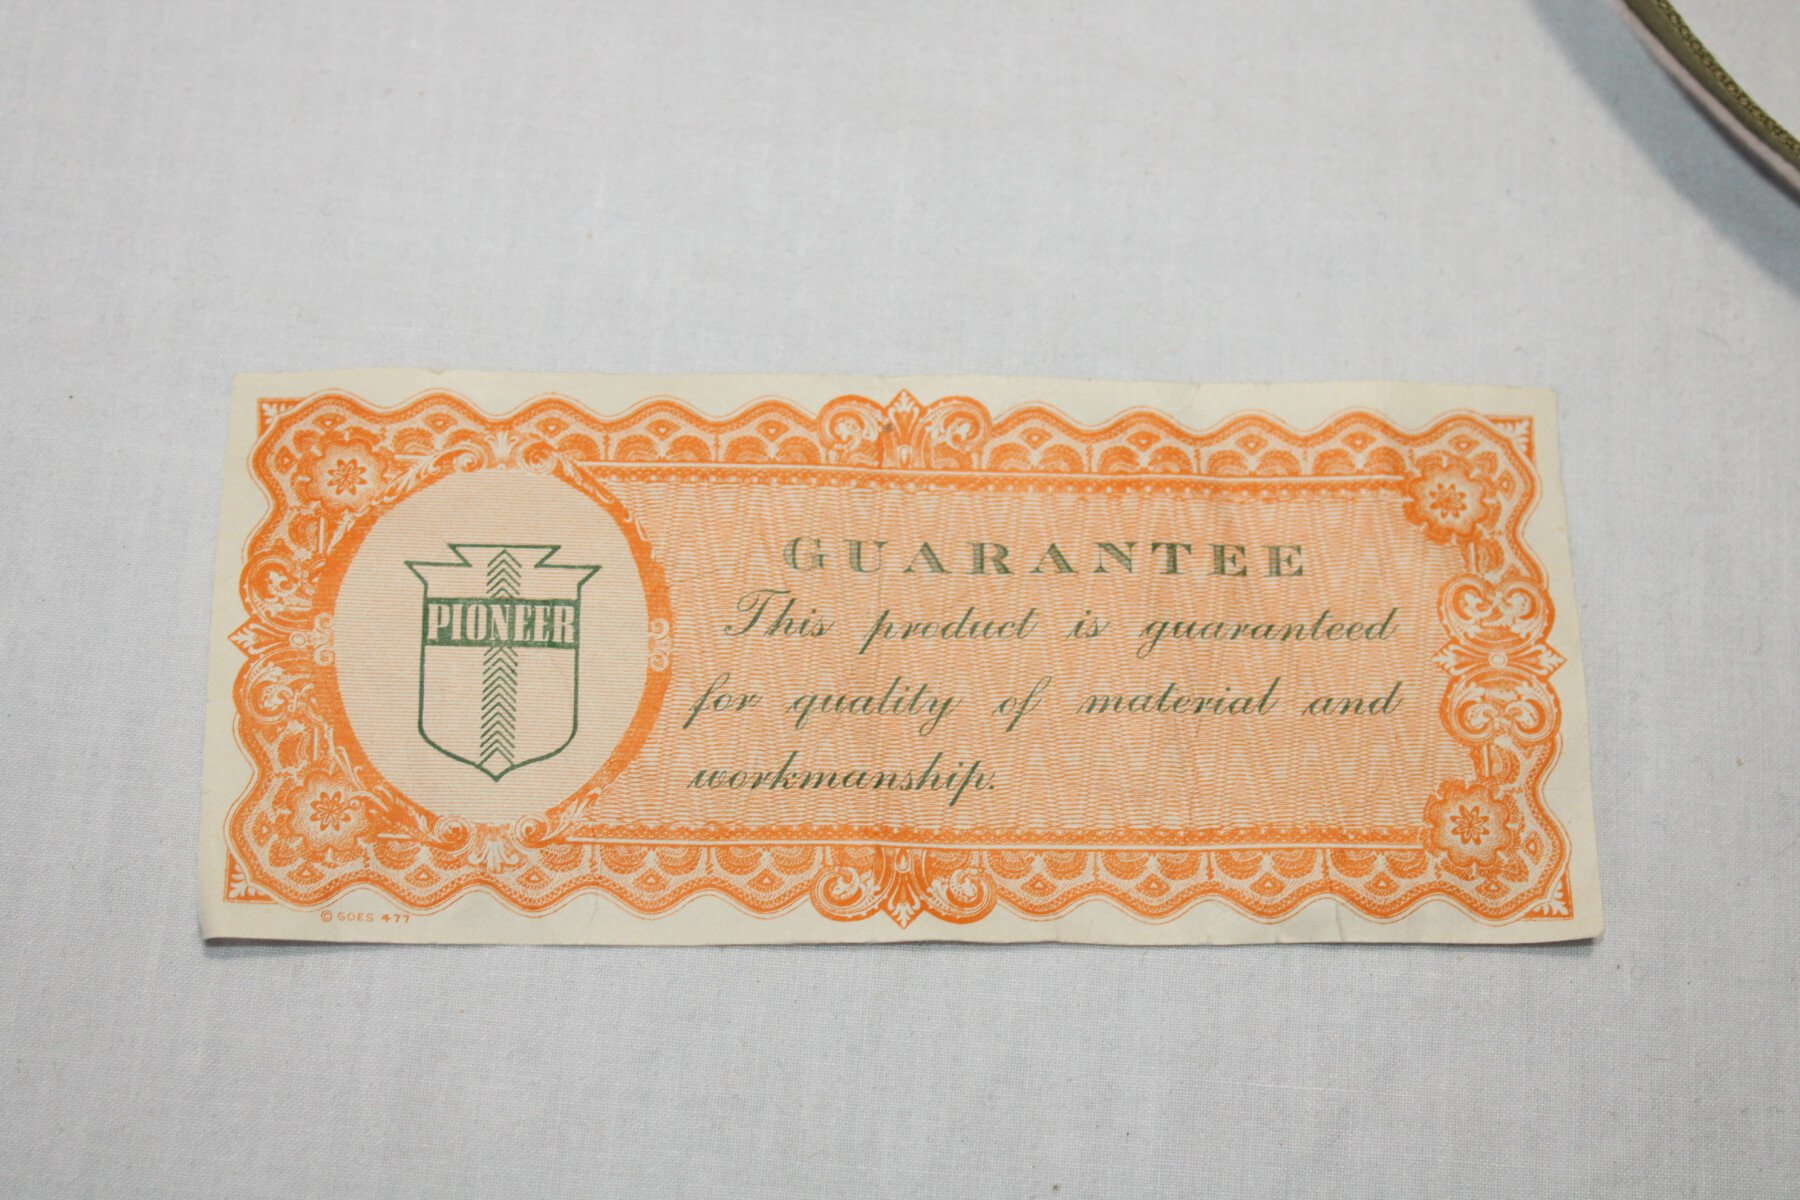 PIONEER
GUARANTEE
This product is guaranteed
for quality of material and
workmanship.
© GOES 477